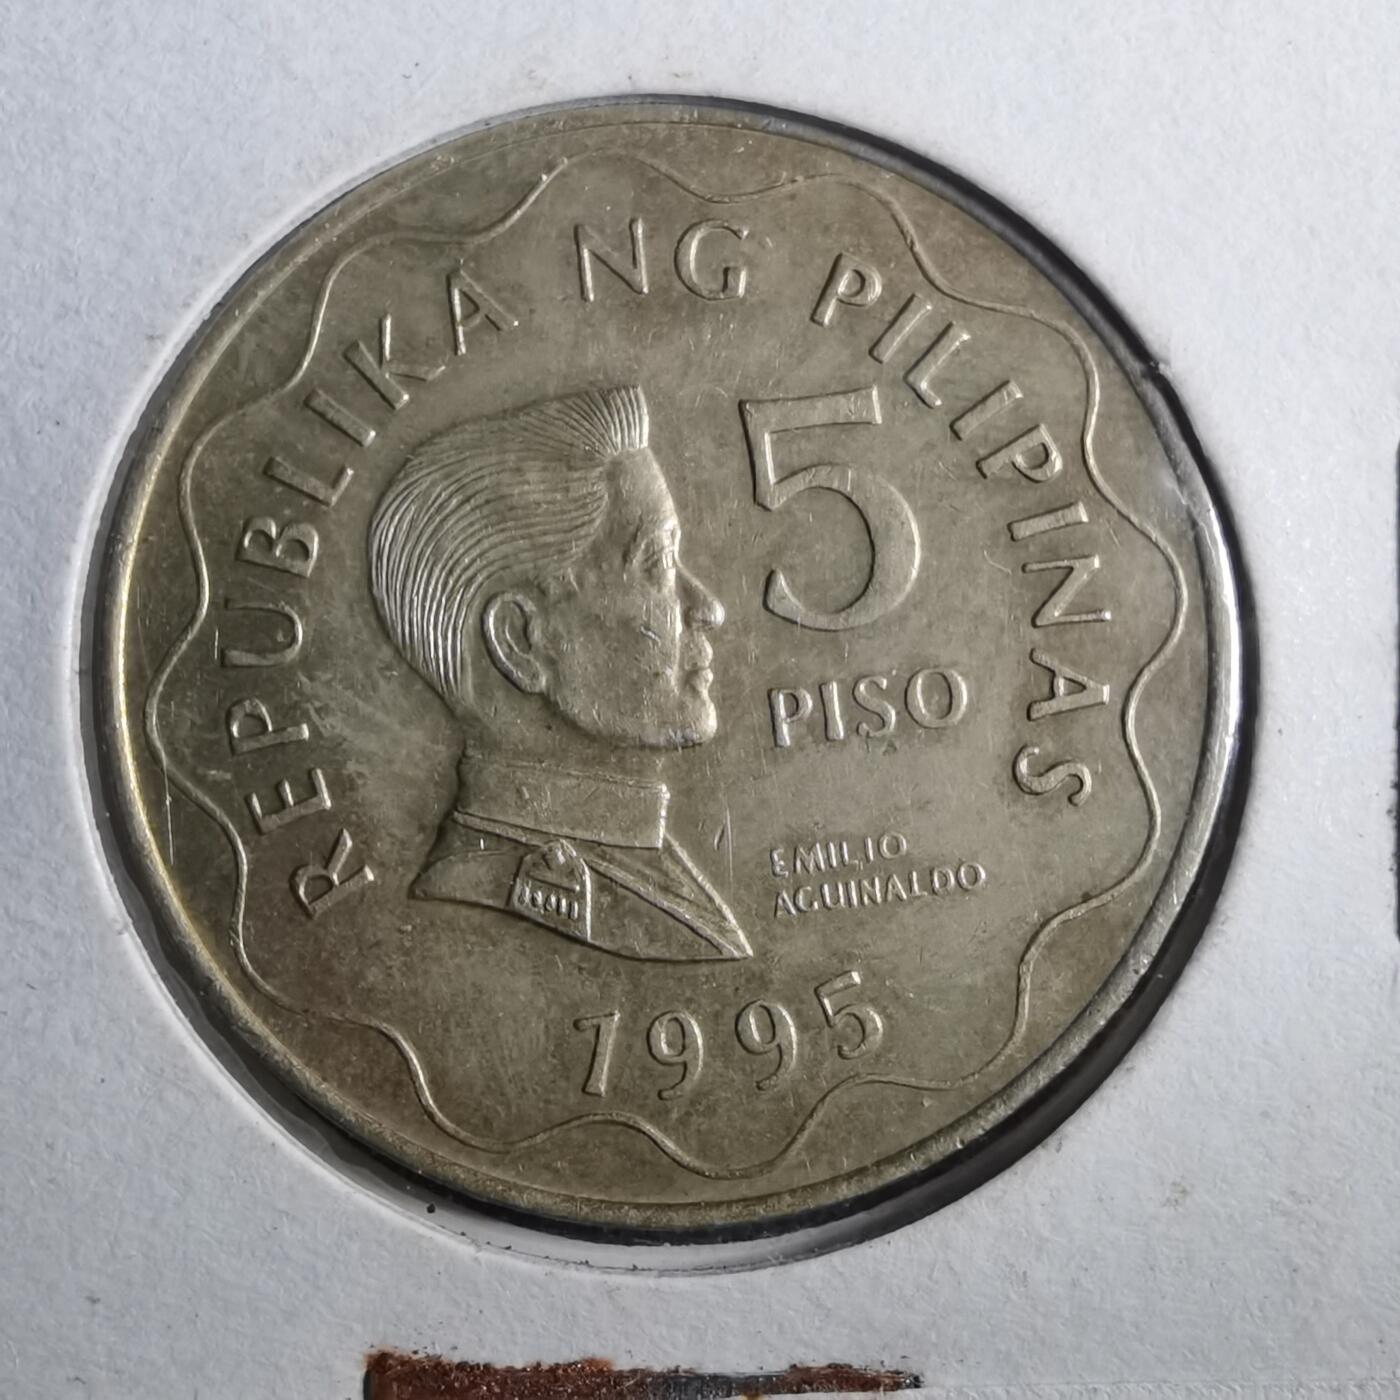 REPUBLIKA NG PILIPINAS
5
PISO
EMILIO
AGUINALDO
1995